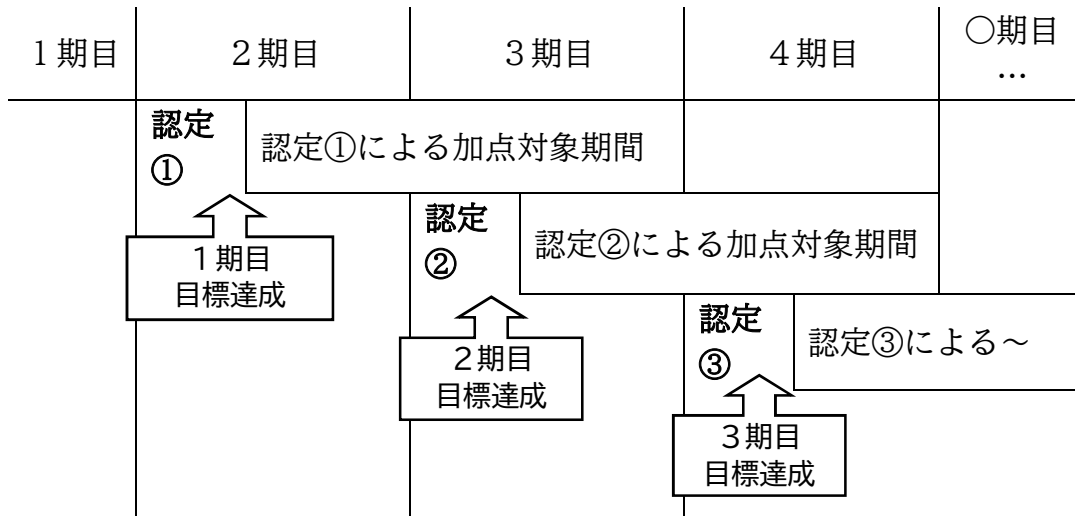 １期目
２期目
３期目
４期目
○期目
…
認定
①
認定①による加点対象期間
１期目
目標達成
認定
②
認定②による加点対象期間
２期目
目標達成
認定
③
認定③による～
３期目
目標達成